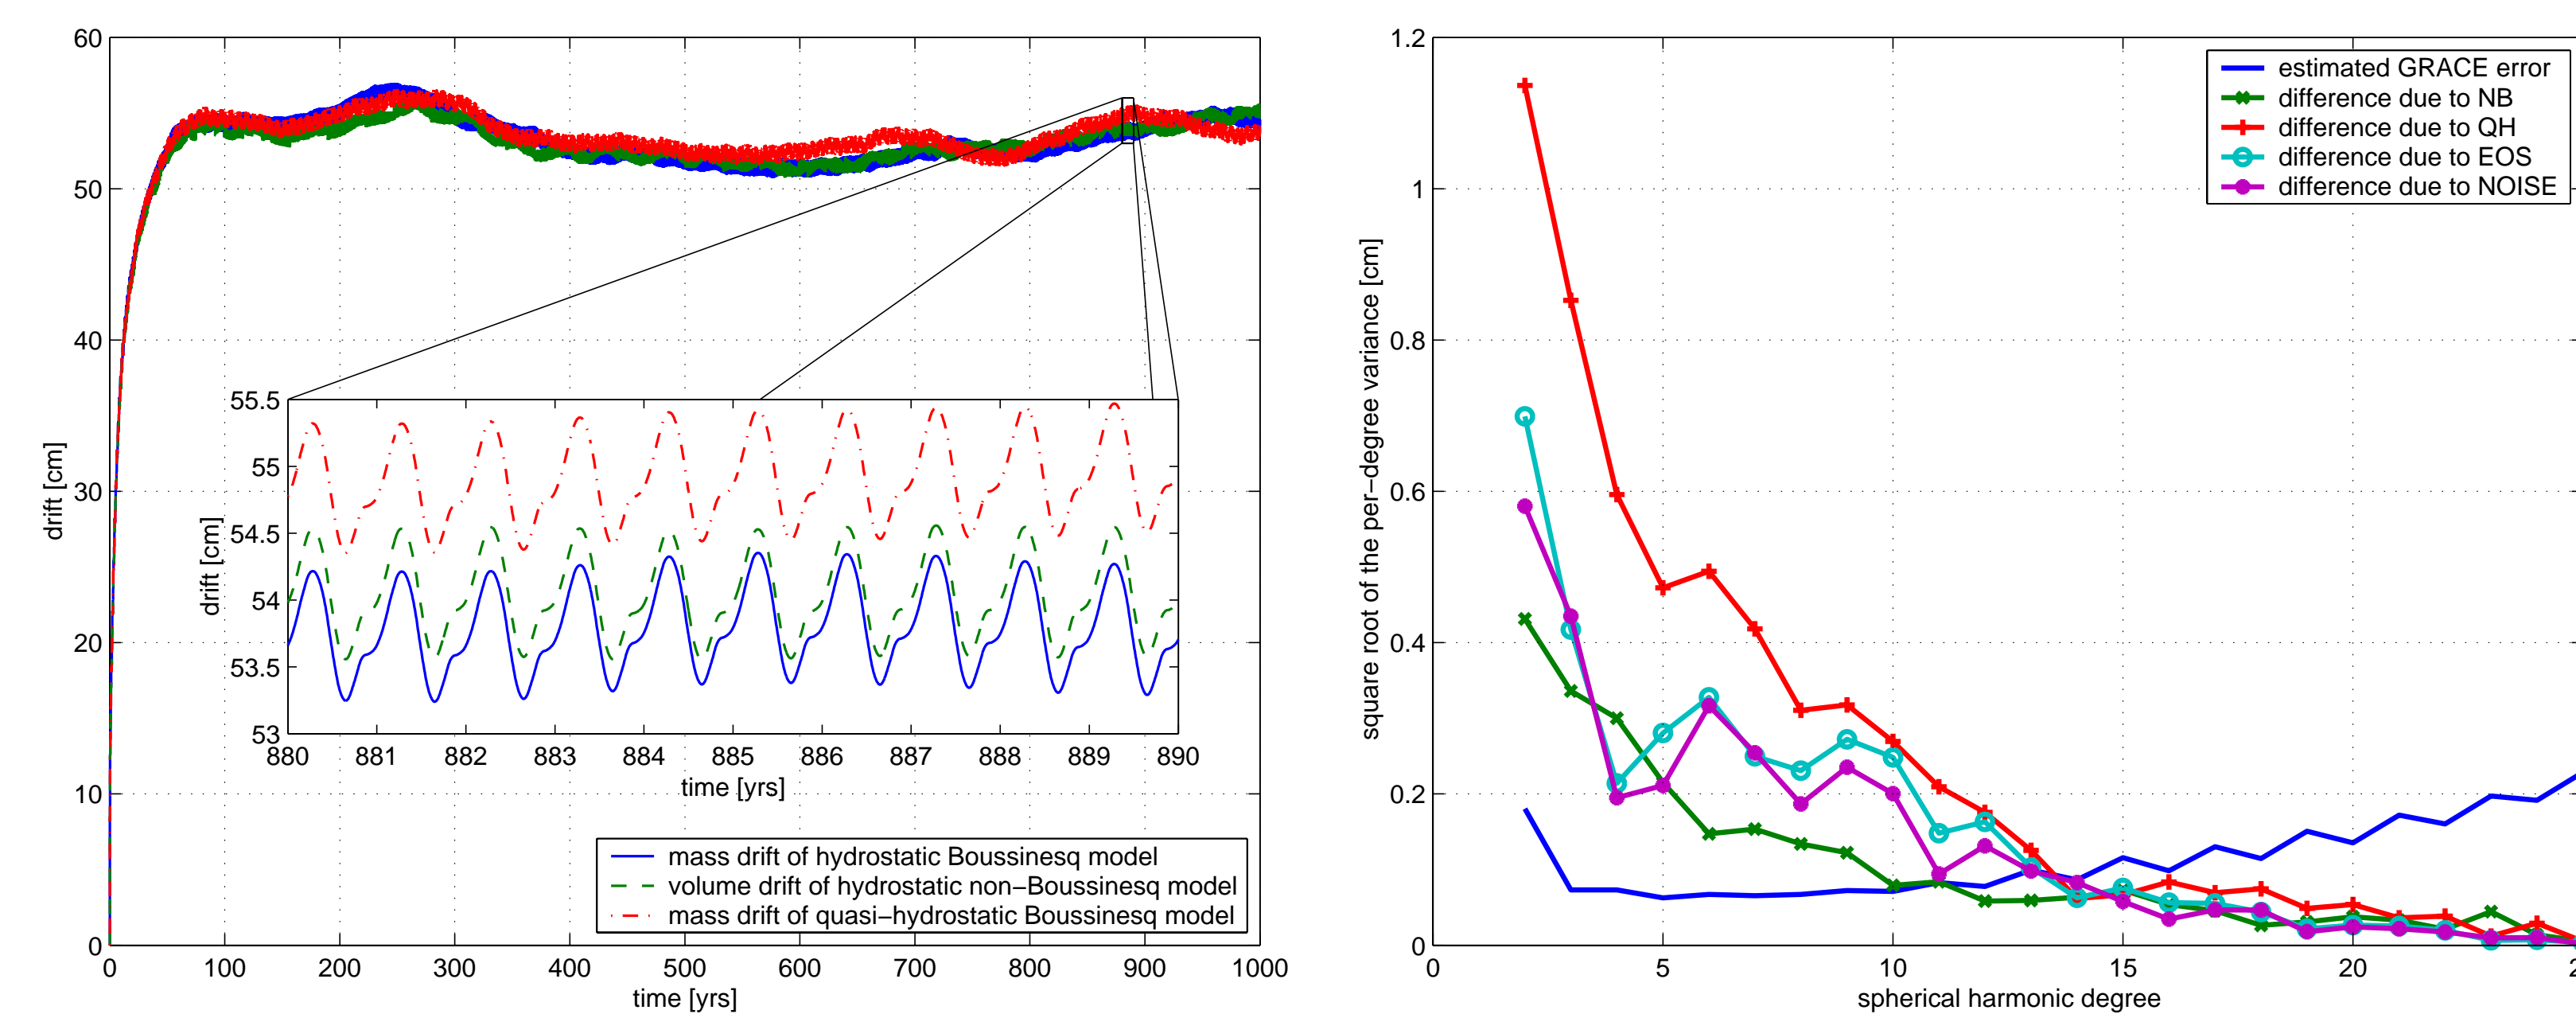 60
50
40
30
20
10
0
drift [cm]
0 100 200 300 400 500 600 700 800 900 1000
time [yrs]
55.5
55
54.5
54
53.5
53
drift [cm]
880 881 882 883 884 885 886 887 888 889 890
time [yrs]
mass drift of hydrostatic Boussinesq model
volume drift of hydrostatic non−Boussinesq model
mass drift of quasi−hydrostatic Boussinesq model
1.2
1
0.8
0.6
0.4
0.2
0
square root of the per−degree variance [cm]
0 5 10 15 20 2
spherical harmonic degree
estimated GRACE error
difference due to NB
difference due to QH
difference due to EOS
difference due to NOISE